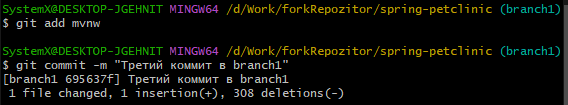 SystemX@DESKTOP-JGEHNIT MINGW64 /d/Work/forkRepozitor/spring-petclinic (branch1)
$ git add mvnw
SystemX@DESKTOP-JGEHNIT MINGW64 /d/Work/forkRepozitor/spring-petclinic (branch1)
$ git commit -m "Третий коммит в branch1"
[branch1 695637f] Третий коммит в branch1
1 file changed, 1 insertion(+), 308 deletions(-)